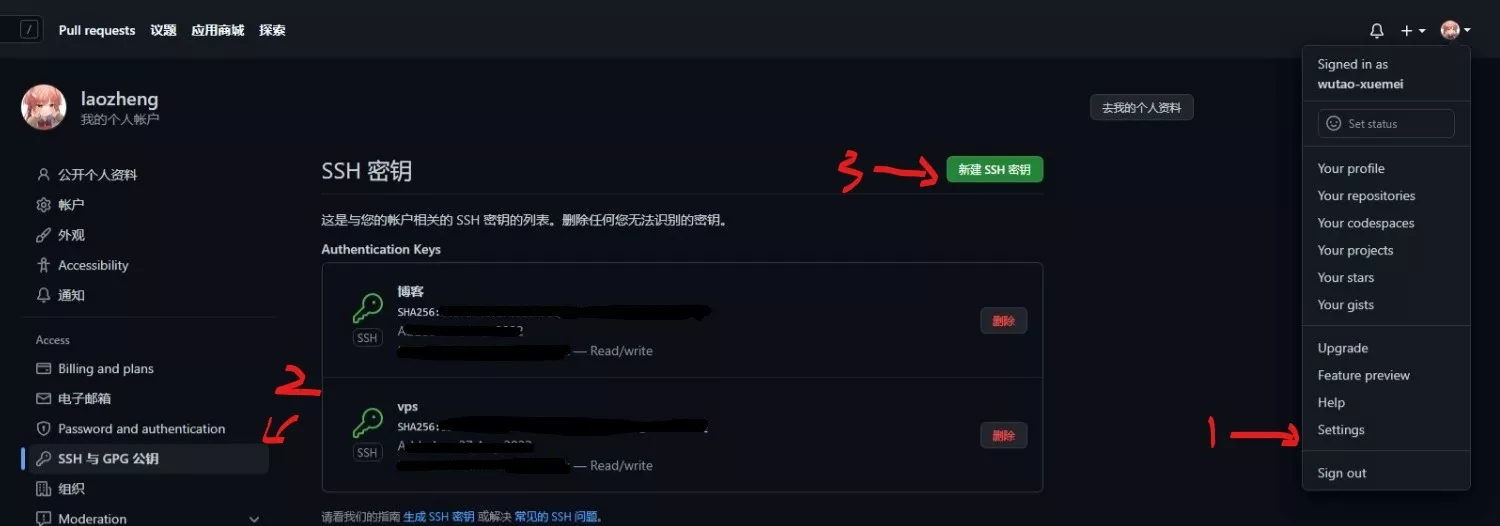 /
Pull requests 议题 应用商城 探索
laozheng
我的个人帐户
去我的个人资料
公开个人资料
帐户
外观
Accessibility
通知
Access
Billing and plans
电子邮箱
Password and authentication
SSH 与 GPG 公钥
组织
Moderation
2
SSH 密钥
3
新建 SSH 密钥
这是与您的帐户相关的 SSH 密钥的列表。删除任何您无法识别的密钥。
Authentication Keys
博客
SHA256:
SSH
— Read/write
删除
vps
SHA256:
SSH
— Read/write
删除
请看我们的指南 生成 SSH 密钥 或解决 常见的 SSH 问题。
Signed in as
wutao-xuemei
Set status
Your profile
Your repositories
Your codespaces
Your projects
Your stars
Your gists
Upgrade
Feature preview
Help
1
Settings
Sign out